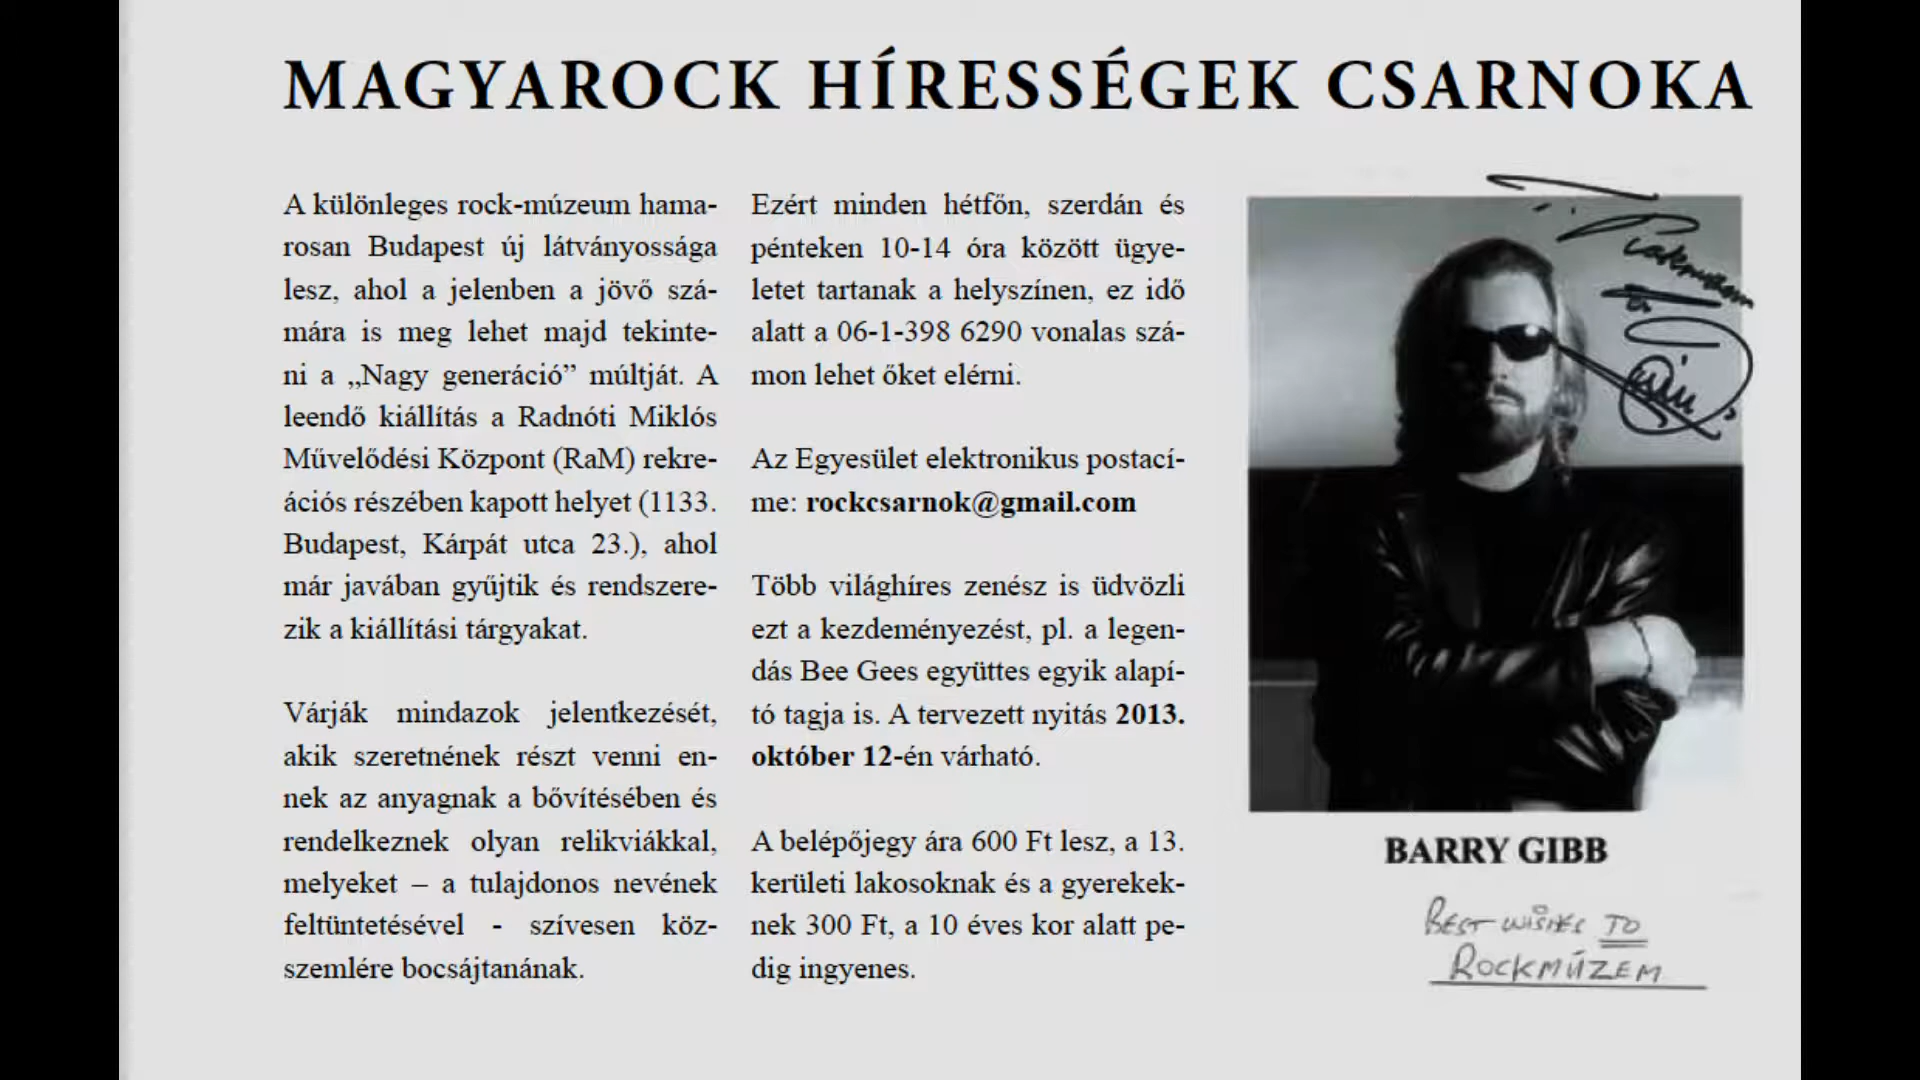 MAGYAROCK HÍRESSÉGEK CSARNOKA
A különleges rock-múzeum hama-
rosan Budapest új látványossága
lesz, ahol a jelenben a jövő szá-
mára is meg lehet majd tekinte-
ni a „Nagy generáció” múltját. A
leendő kiállítás a Radnóti Miklós
Művelődési Központ (RaM) rekre-
ációs részében kapott helyet (1133.
Budapest, Kárpát utca 23.), ahol
már javában gyűjtik és rendszere-
zik a kiállítási tárgyakat.
Várják mindazok jelentkezését,
akik szeretnének részt venni en-
nek az anyagnak a bővítésében és
rendelkeznek olyan relikviákkal,
melyeket – a tulajdonos nevének
feltüntetésével - szívesen köz-
szemlére bocsájtanának.
Ezért minden hétfőn, szerdán és
pénteken 10-14 óra között ügye-
letet tartanak a helyszínen, ez idő
alatt a 06-1-398 6290 vonalas szá-
mon lehet őket elérni.
Az Egyesület elektronikus postací-
me: rockcsarnok@gmail.com
Több világhíres zenész is üdvözli
ezt a kezdeményezést, pl. a legen-
dás Bee Gees együttes egyik alapí-
tó tagja is. A tervezett nyitás 2013.
október 12-én várható.
A belépőjegy ára 600 Ft lesz, a 13.
kerületi lakosoknak és a gyerekek-
nek 300 Ft, a 10 éves kor alatt pe-
dig ingyenes.
BARRY GIBB
BEST WISHES TO
ROCKMÚZEM